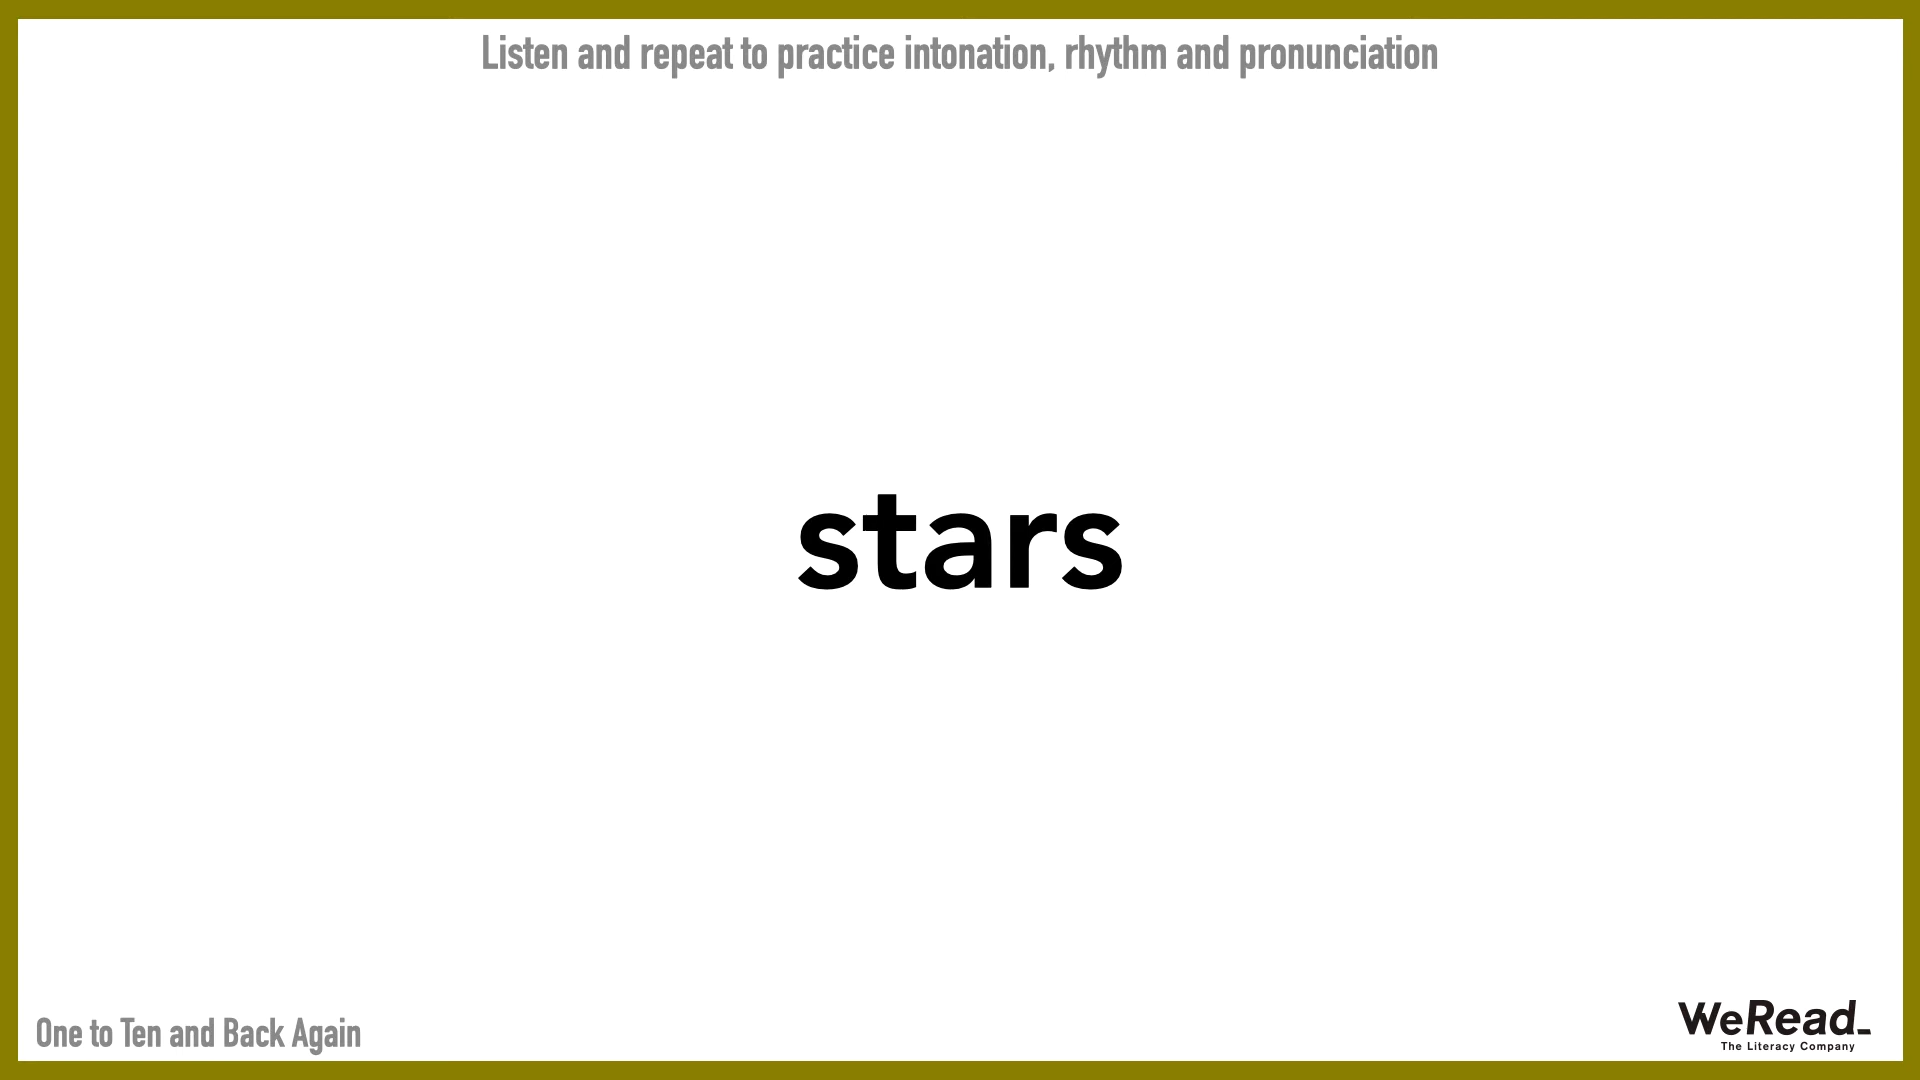 Listen and repeat to practice intonation, rhythm and pronunciation
stars
One to Ten and Back Again
WeRead_
The Literacy Company